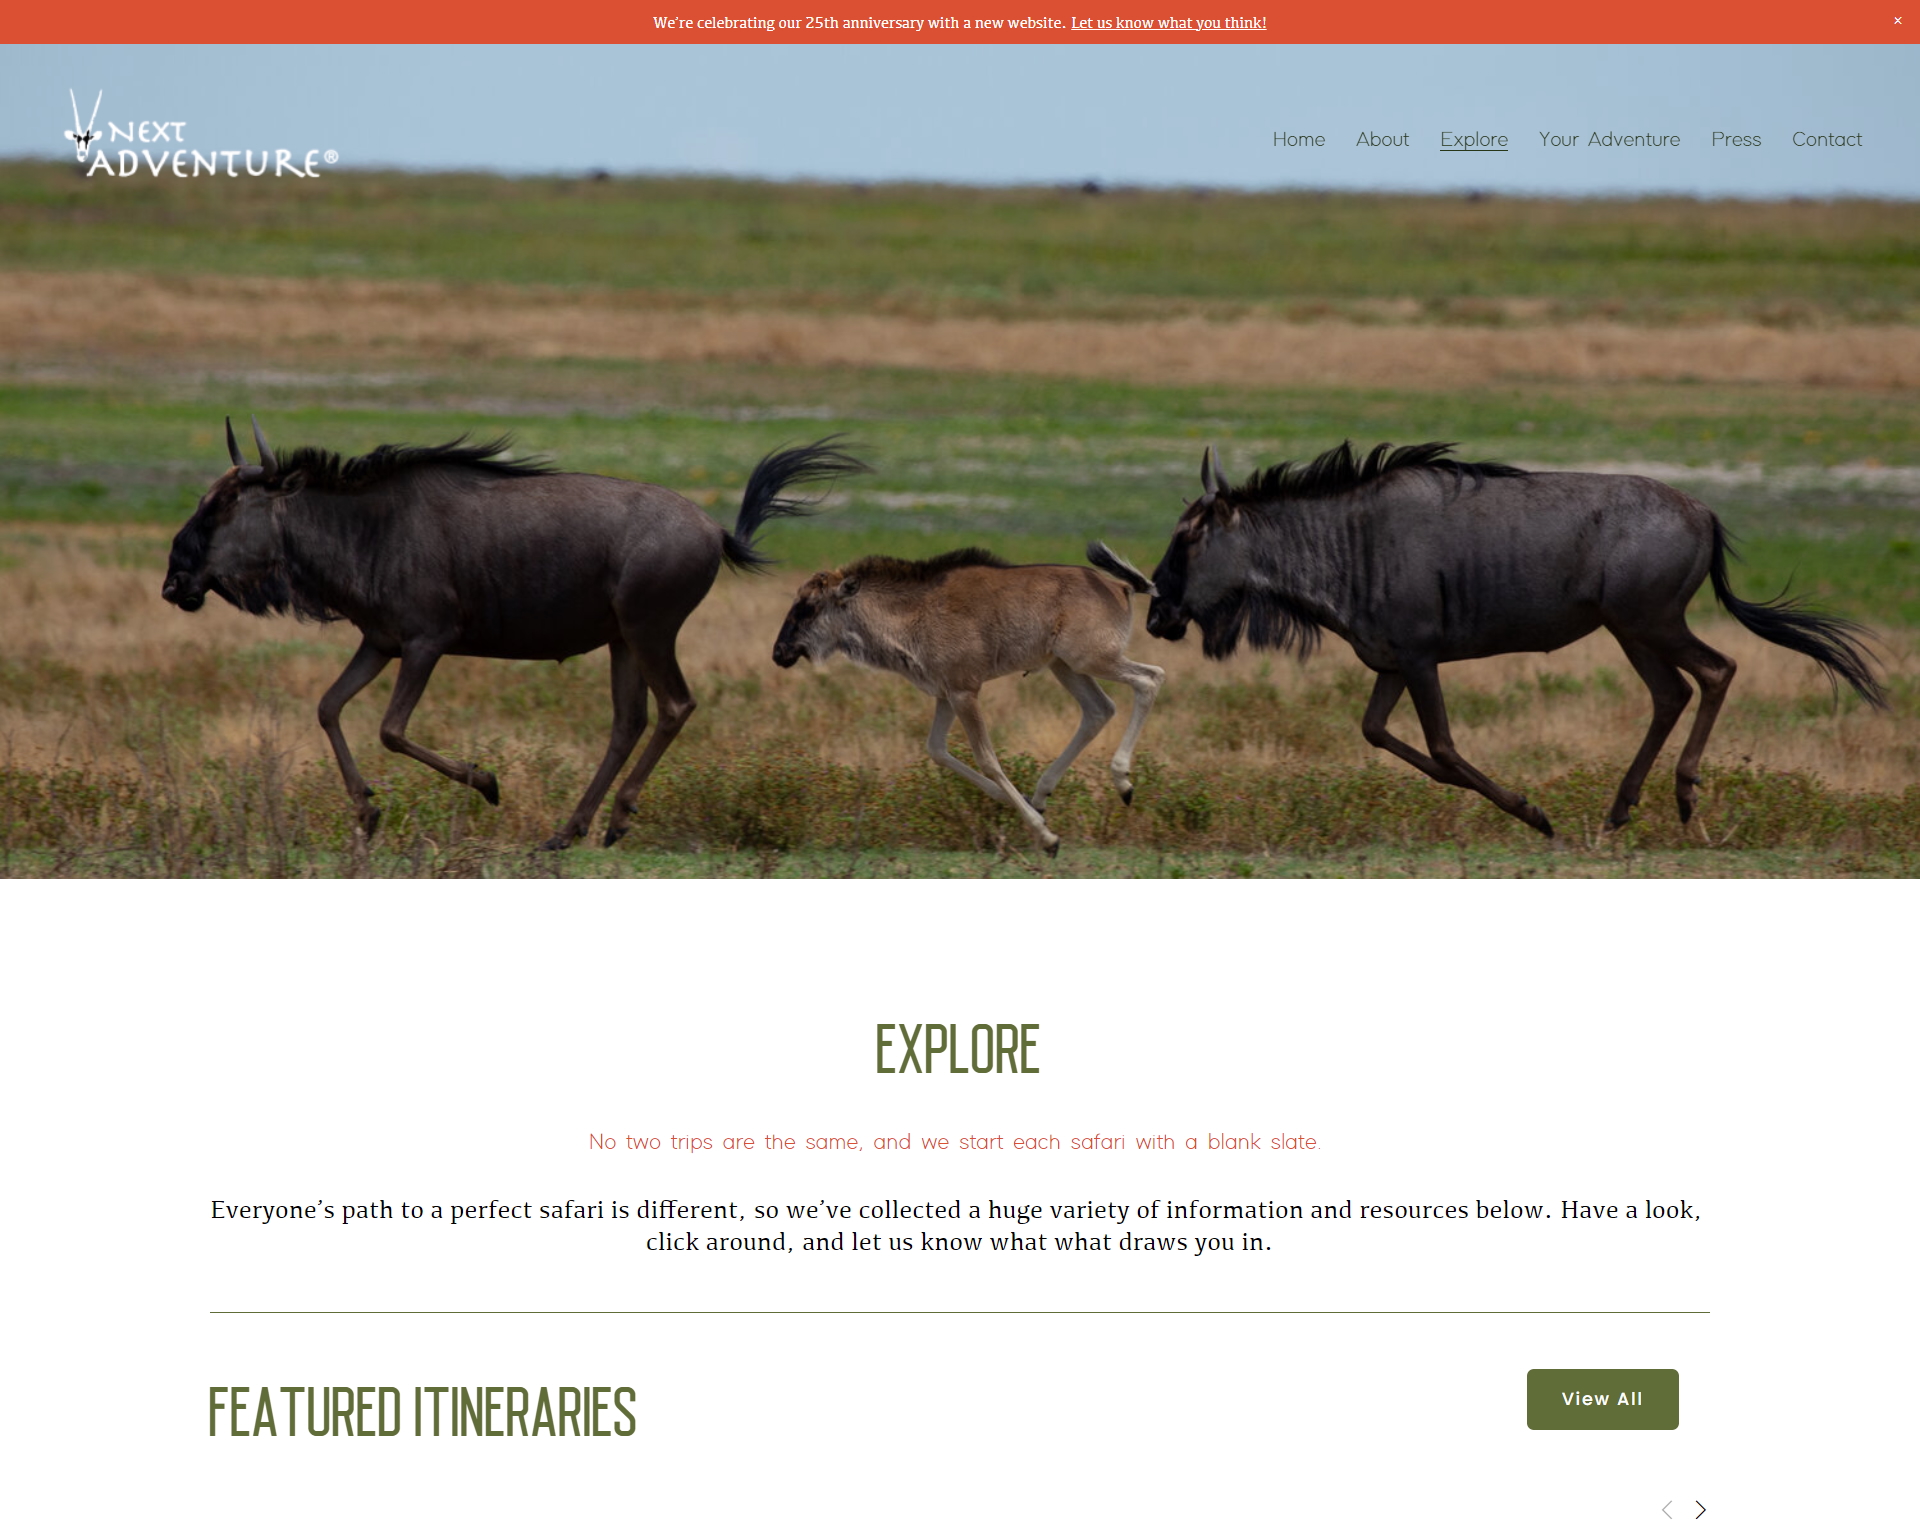 We're celebrating our 25th anniversary with a new website. Let us know what you think!
×
NEXT
ADVENTURE®
Home About Explore Your Adventure Press Contact
EXPLORE
No two trips are the same, and we start each safari with a blank slate.
Everyone’s path to a perfect safari is different, so we’ve collected a huge variety of information and resources below. Have a look,
click around, and let us know what what draws you in.
FEATURED ITINERARIES
View All